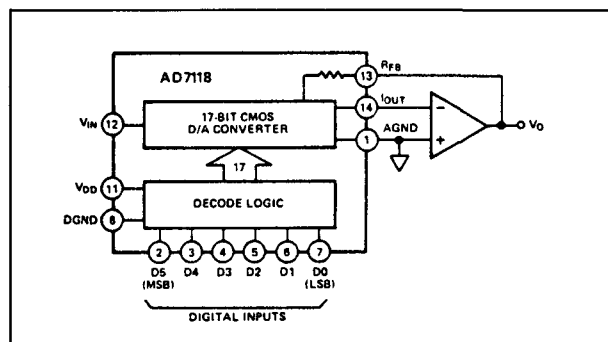 AD7118
RFB
13
14
IOUT
VIN
12
17-BIT CMOS
D/A CONVERTER
1
AGND
−
+
VO
17
VDD
11
DGND
8
DECODE LOGIC
2 3 4 5 6 7
D5 D4 D3 D2 D1 D0
(MSB) (LSB)
DIGITAL INPUTS